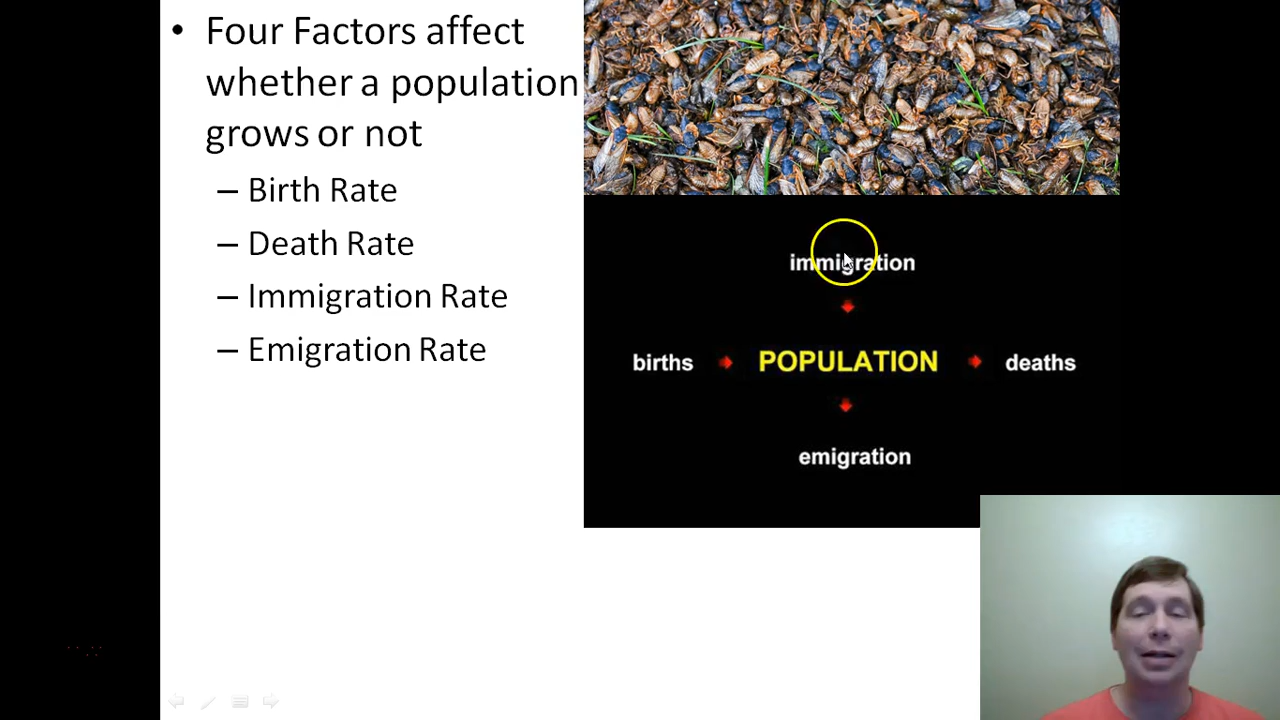 • Four Factors affect
whether a population
grows or not
– Birth Rate
– Death Rate
– Immigration Rate
– Emigration Rate
immigration
births POPULATION deaths
emigration